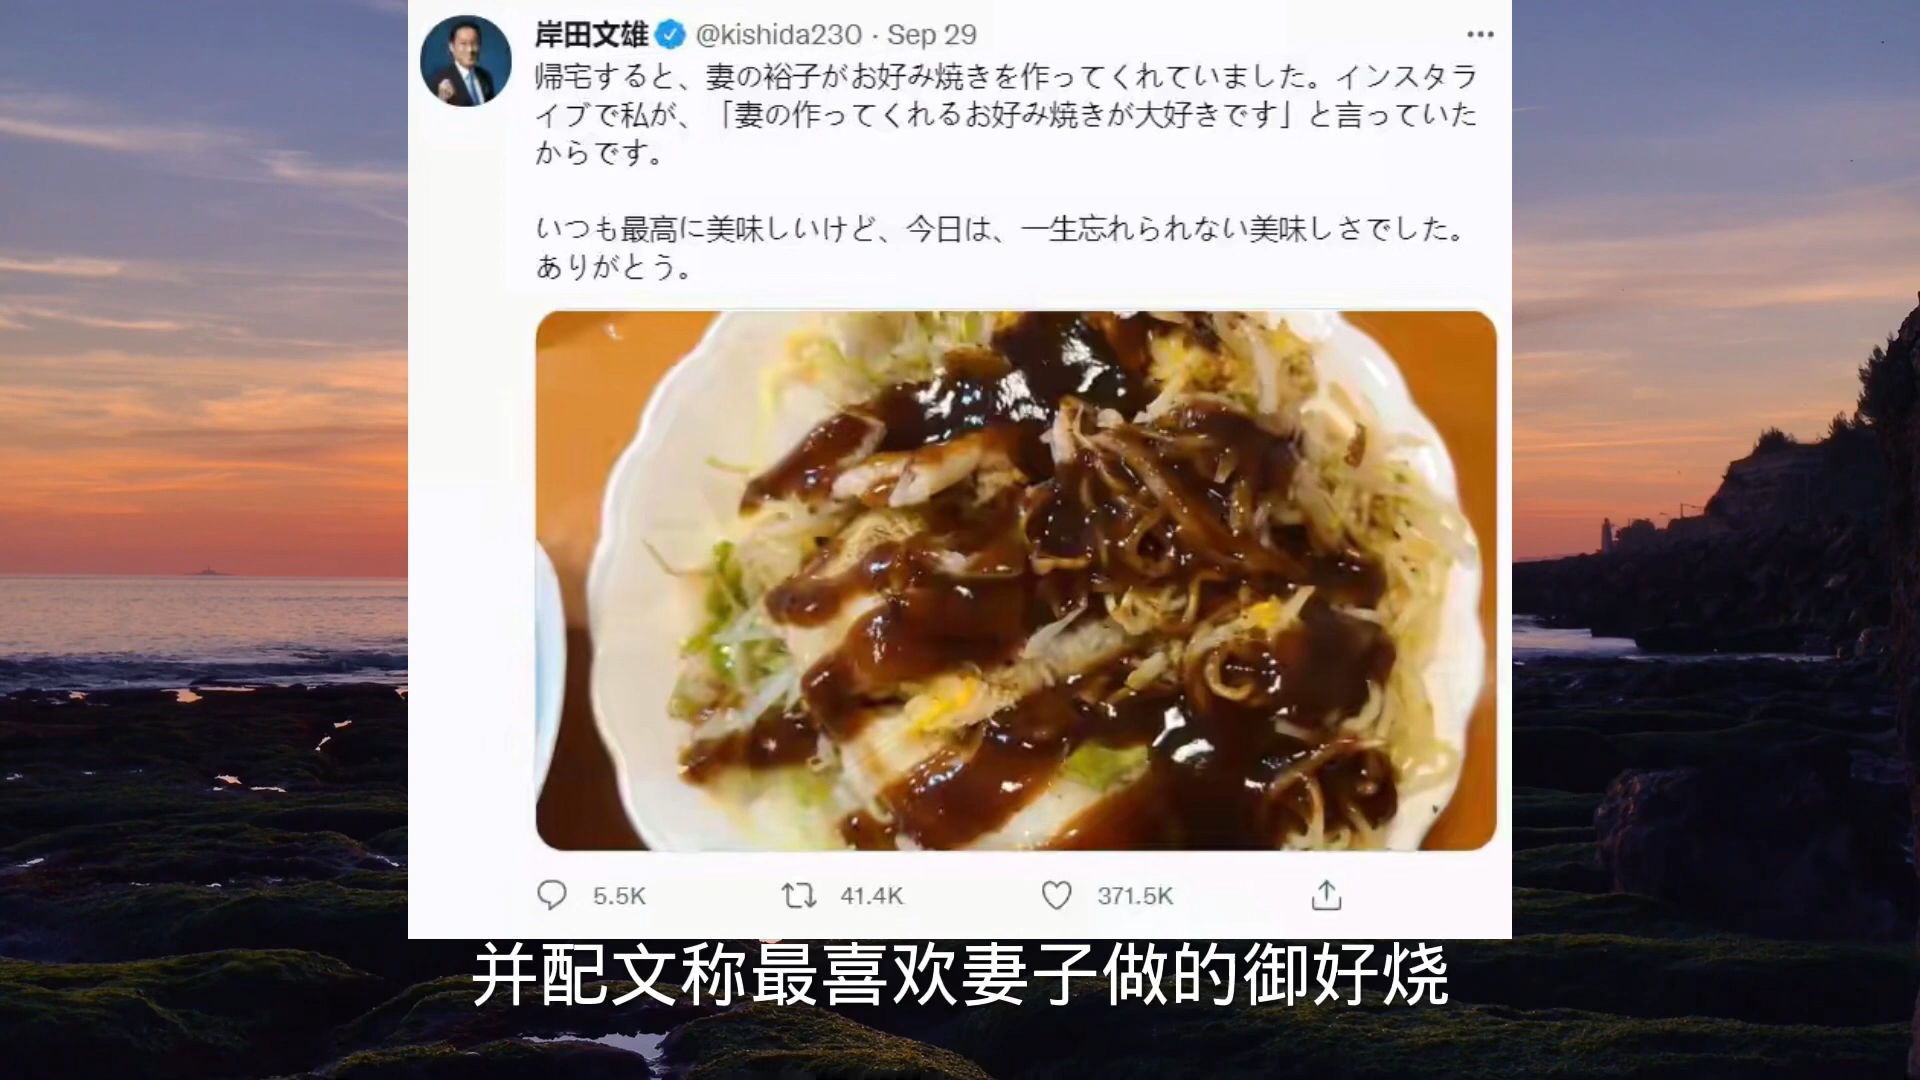 岸田文雄 @kishida230 · Sep 29
帰宅すると、妻の裕子がお好み焼きを作ってくれていました。インスタラ
イブで私が、「妻の作ってくれるお好み焼きが大好きです」と言っていた
からです。
いつも最高に美味しいけど、今日は、一生忘れられない美味しさでした。
ありがとう。
5.5K 41.4K 371.5K
并配文称最喜欢妻子做的御好烧